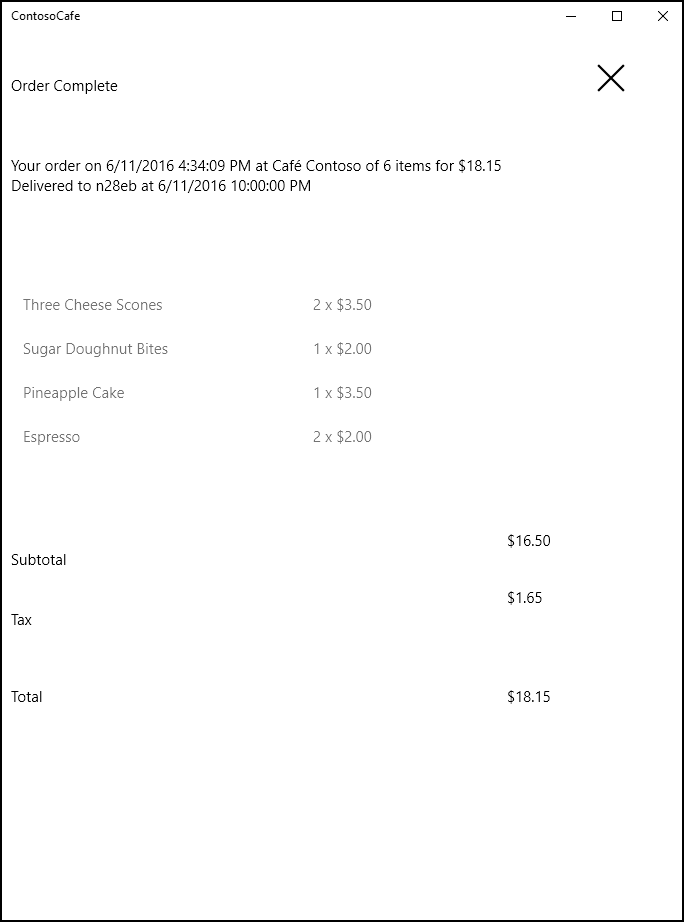 ContosoCafe
Order Complete
Your order on 6/11/2016 4:34:09 PM at Café Contoso of 6 items for $18.15
Delivered to n28eb at 6/11/2016 10:00:00 PM
Three Cheese Scones 2 x $3.50
Sugar Doughnut Bites 1 x $2.00
Pineapple Cake 1 x $3.50
Espresso 2 x $2.00
$16.50
Subtotal
$1.65
Tax
Total $18.15